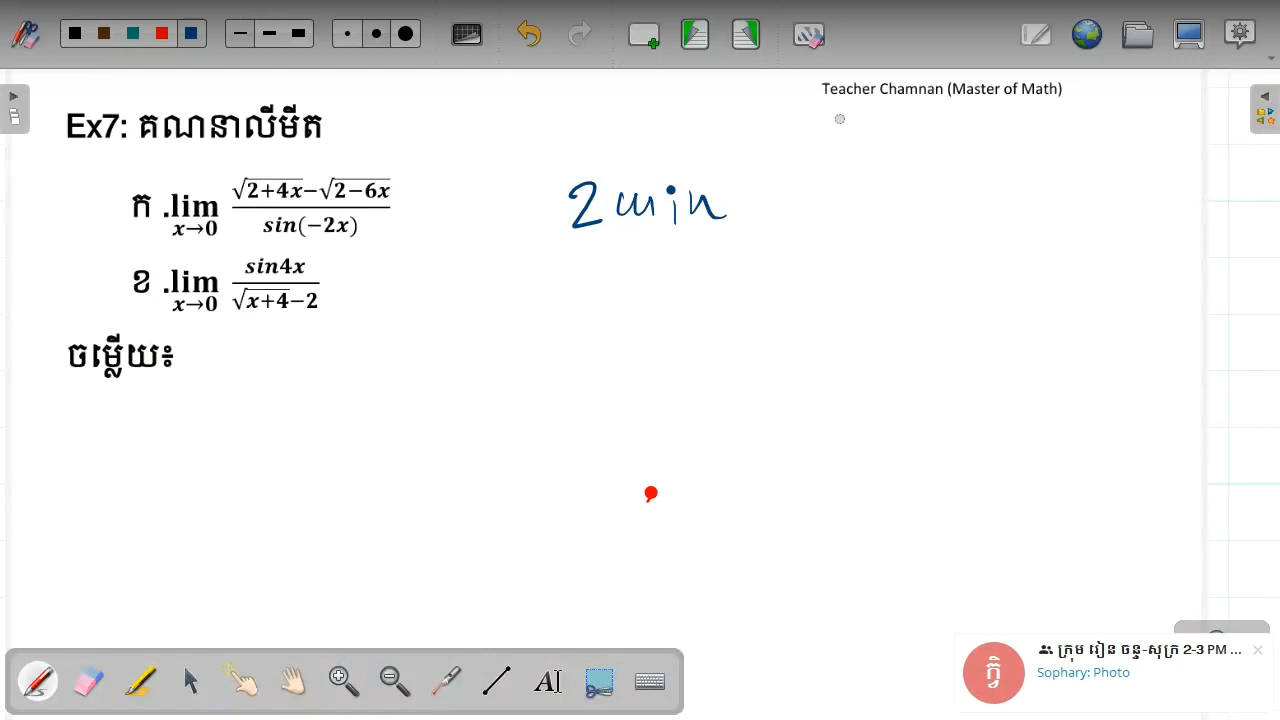 Teacher Chamnan (Master of Math)
Ex7: គណនាលីមីត
ក .lim x→0 √2+4x−√2−6x / sin(−2x)
2 min
ខ .lim x→0 sin4x / √x+4−2
ចម្លើយ៖
ក្រុម រៀន ចន្ទ-សុក្រ 2-3 PM ...
Sophary: Photo